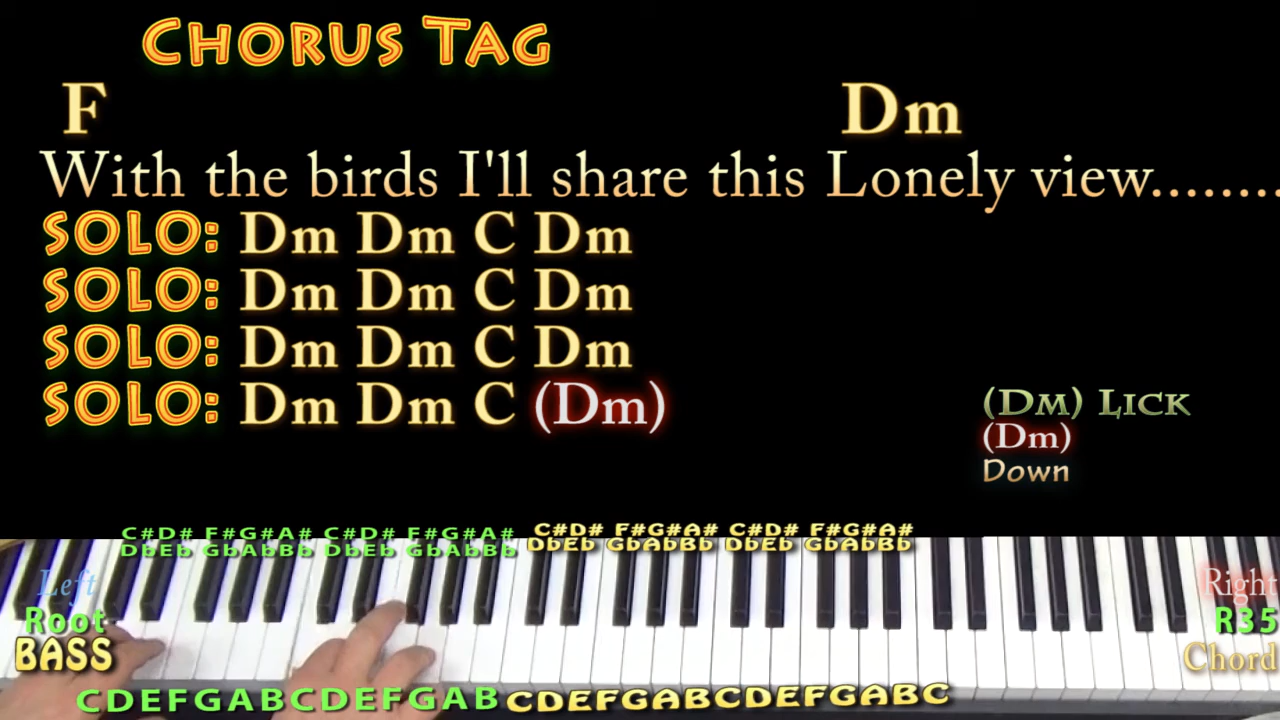 CHORUS TAG
F Dm
With the birds I'll share this Lonely view........
SOLO: Dm Dm C Dm
SOLO: Dm Dm C Dm
SOLO: Dm Dm C Dm
SOLO: Dm Dm C (Dm)
(DM) LICK
(Dm)
Down
C#D# F#G#A# C#D# F#G#A# C#D# F#G#A# C#D# F#G#A#
DbEb GbAbBb DbEb GbAbBb DbEb GbAbBb DbEb GbAbBb
Left
Root
BASS
Right
R35
Chord
CDEFGABCDEFGAB CDEFGABCDEFGABC